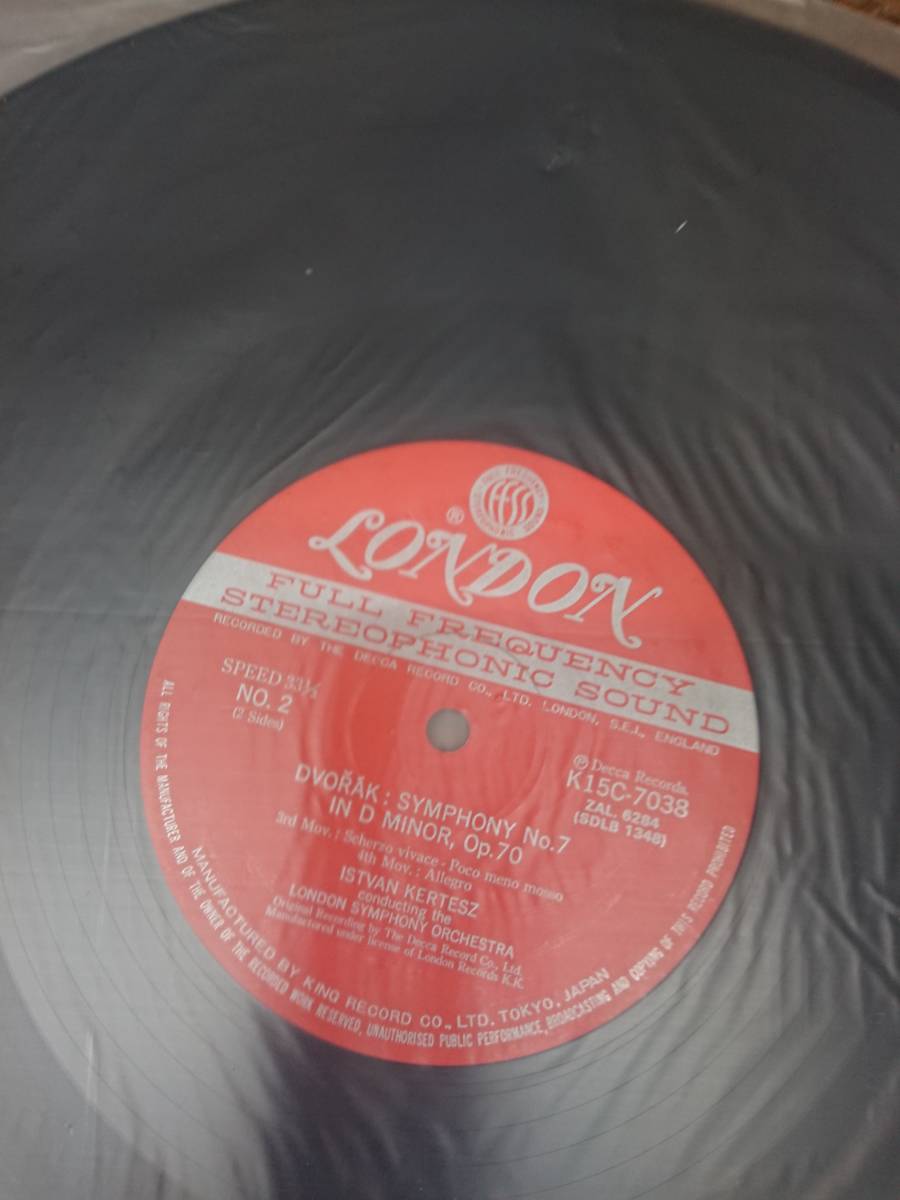 FULL FREQUENCY
ffss
STEREOPHONIC SOUND
®
LONDON
FULL FREQUENCY
STEREOPHONIC SOUND
RECORDED BY THE DECCA RECORD CO., LTD. LONDON, S.E.I., ENGLAND
SPEED 33⅓
NO. 2
(2 Sides)
Ⓟ Decca Records.
K15C-7038
ZAL. 6284
(SDLB 1348)
DVOŘÁK : SYMPHONY No.7
IN D MINOR, Op.70
3rd Mov. : Scherzo vivace - Poco meno mosso
4th Mov. : Allegro
ISTVAN KERTESZ
conducting the
LONDON SYMPHONY ORCHESTRA
Original Recording by The Decca Record Co., Ltd.
Manufactured under license of London Records K.K.
MANUFACTURED BY KING RECORD CO., LTD. TOKYO, JAPAN
ALL RIGHTS OF THE MANUFACTURER AND OF THE OWNER OF THE RECORDED WORK RESERVED, UNAUTHORISED PUBLIC PERFORMANCE, BROADCASTING AND COPYING OF THIS RECORD PROHIBITED